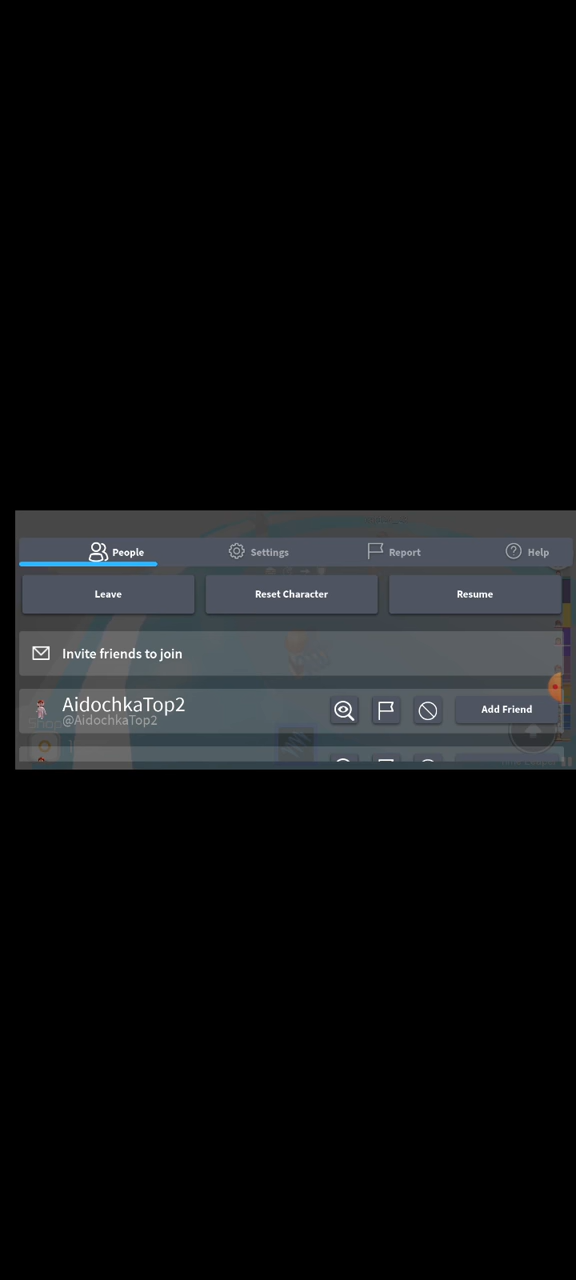 People
Settings
Report
Help
Leave
Reset Character
Resume
Invite friends to join
AidochkaTop2
@AidochkaTop2
Add Friend